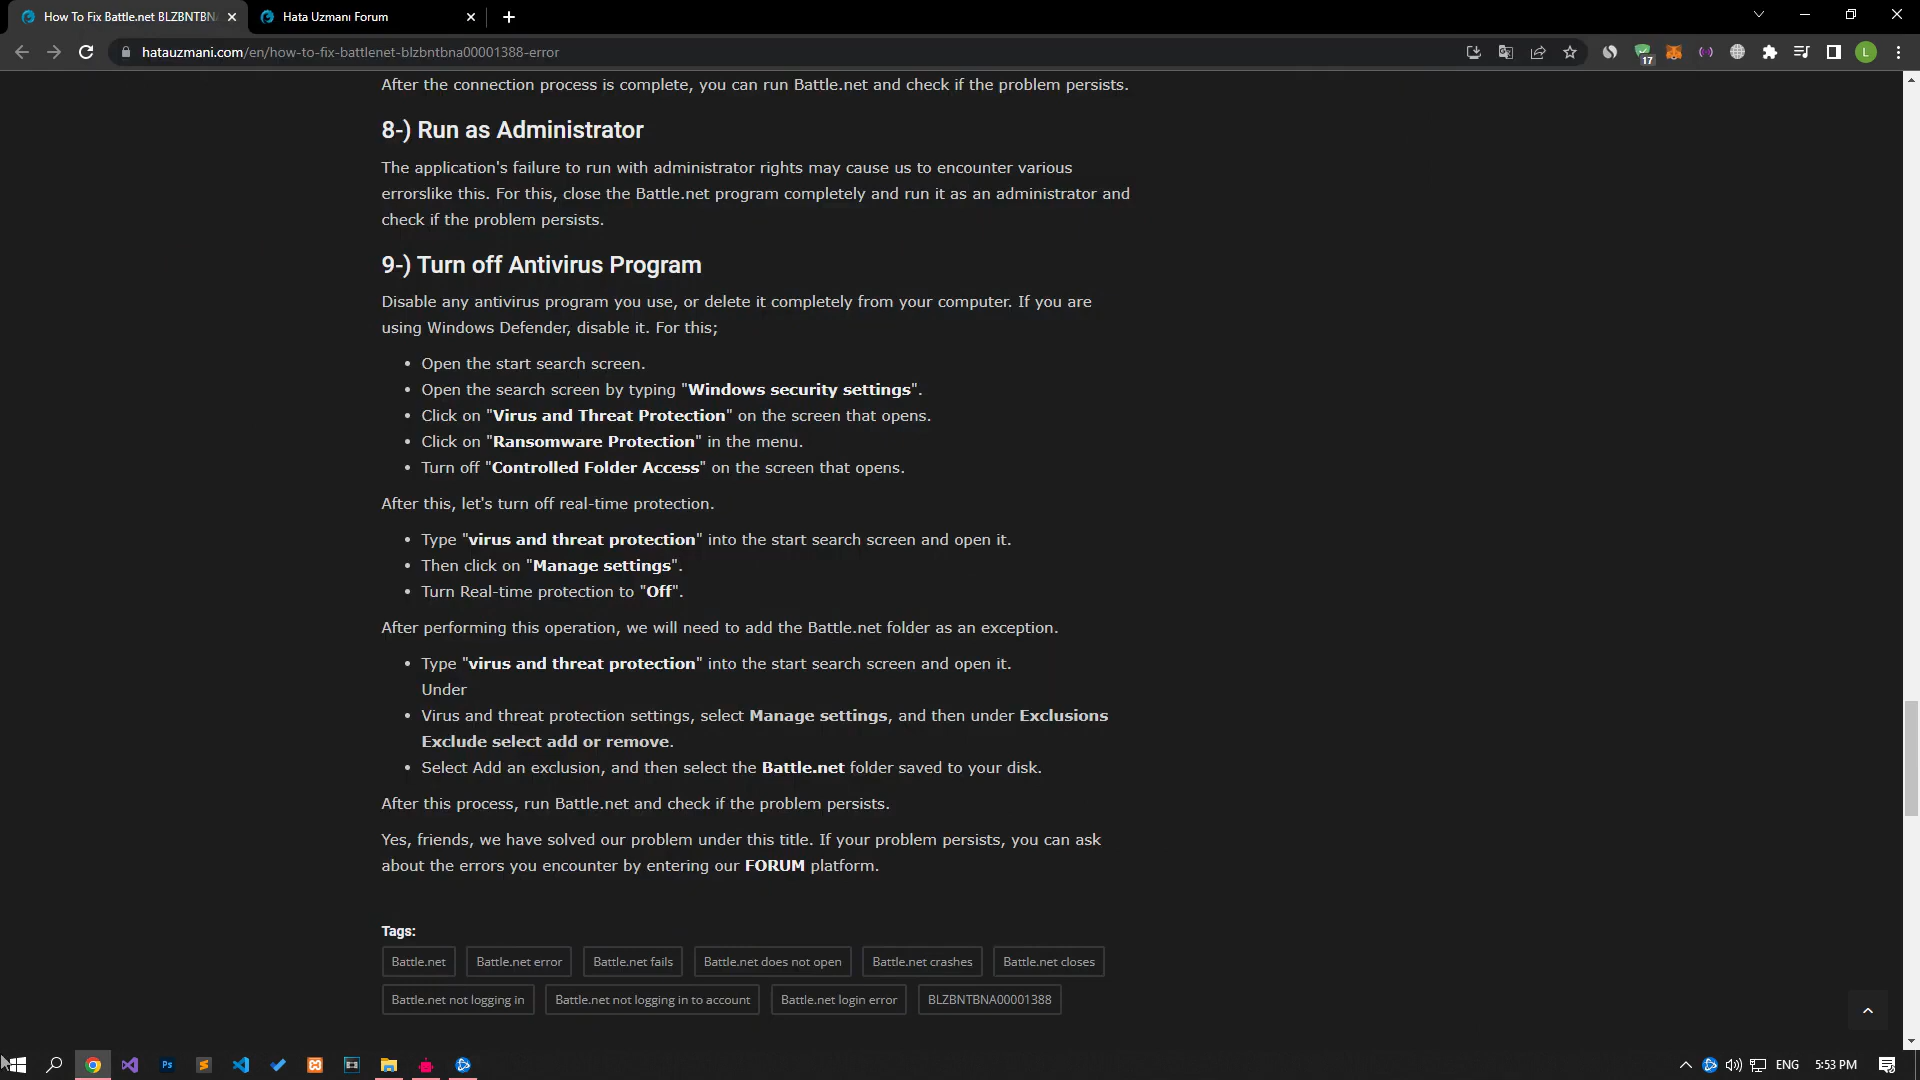 How To Fix Battle.net BLZBNTBN
Hata Uzmanı Forum
hatauzmani.com/en/how-to-fix-battlenet-blzbntbna00001388-error
17
L
After the connection process is complete, you can run Battle.net and check if the problem persists.
8-) Run as Administrator
The application's failure to run with administrator rights may cause us to encounter various
errorslike this. For this, close the Battle.net program completely and run it as an administrator and
check if the problem persists.
9-) Turn off Antivirus Program
Disable any antivirus program you use, or delete it completely from your computer. If you are
using Windows Defender, disable it. For this;
• Open the start search screen.
• Open the search screen by typing "Windows security settings".
• Click on "Virus and Threat Protection" on the screen that opens.
• Click on "Ransomware Protection" in the menu.
• Turn off "Controlled Folder Access" on the screen that opens.
After this, let's turn off real-time protection.
• Type "virus and threat protection" into the start search screen and open it.
• Then click on "Manage settings".
• Turn Real-time protection to "Off".
After performing this operation, we will need to add the Battle.net folder as an exception.
• Type "virus and threat protection" into the start search screen and open it.
Under
• Virus and threat protection settings, select Manage settings, and then under Exclusions
Exclude select add or remove.
• Select Add an exclusion, and then select the Battle.net folder saved to your disk.
After this process, run Battle.net and check if the problem persists.
Yes, friends, we have solved our problem under this title. If your problem persists, you can ask
about the errors you encounter by entering our FORUM platform.
Tags:
Battle.net Battle.net error Battle.net fails Battle.net does not open Battle.net crashes Battle.net closes
Battle.net not logging in Battle.net not logging in to account Battle.net login error BLZBNTBNA00001388
Ps
ENG 5:53 PM